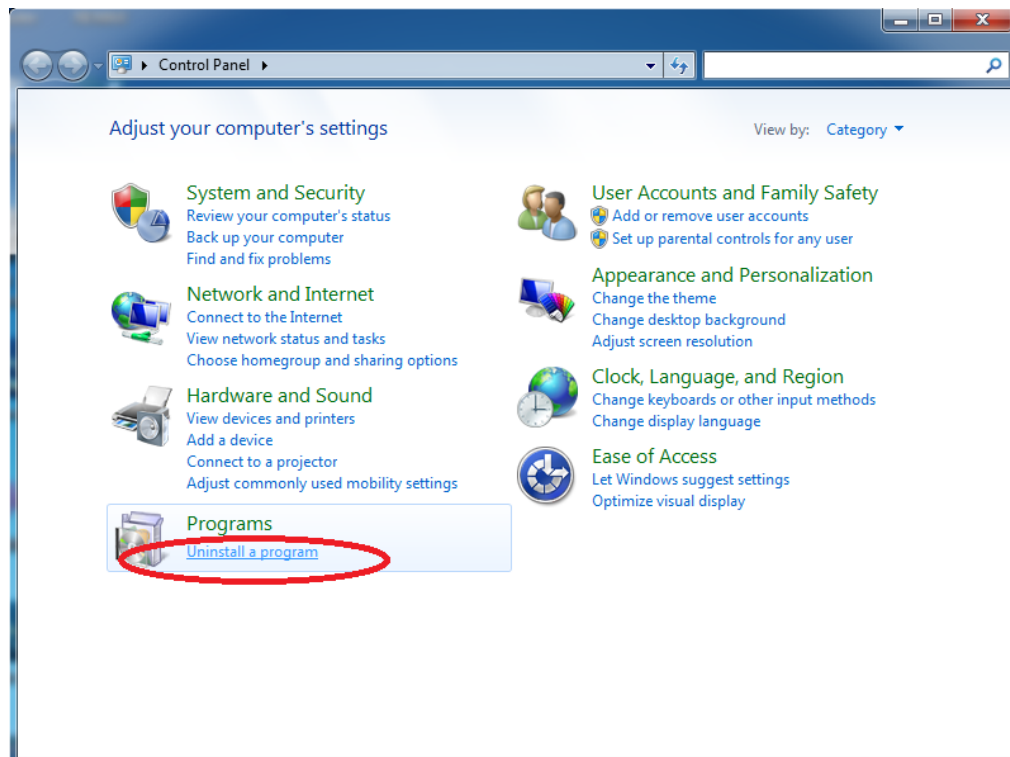 Control Panel
Adjust your computer's settings
View by: Category
System and Security
Review your computer's status
Back up your computer
Find and fix problems
Network and Internet
Connect to the Internet
View network status and tasks
Choose homegroup and sharing options
Hardware and Sound
View devices and printers
Add a device
Connect to a projector
Adjust commonly used mobility settings
Programs
Uninstall a program
User Accounts and Family Safety
Add or remove user accounts
Set up parental controls for any user
Appearance and Personalization
Change the theme
Change desktop background
Adjust screen resolution
Clock, Language, and Region
Change keyboards or other input methods
Change display language
Ease of Access
Let Windows suggest settings
Optimize visual display